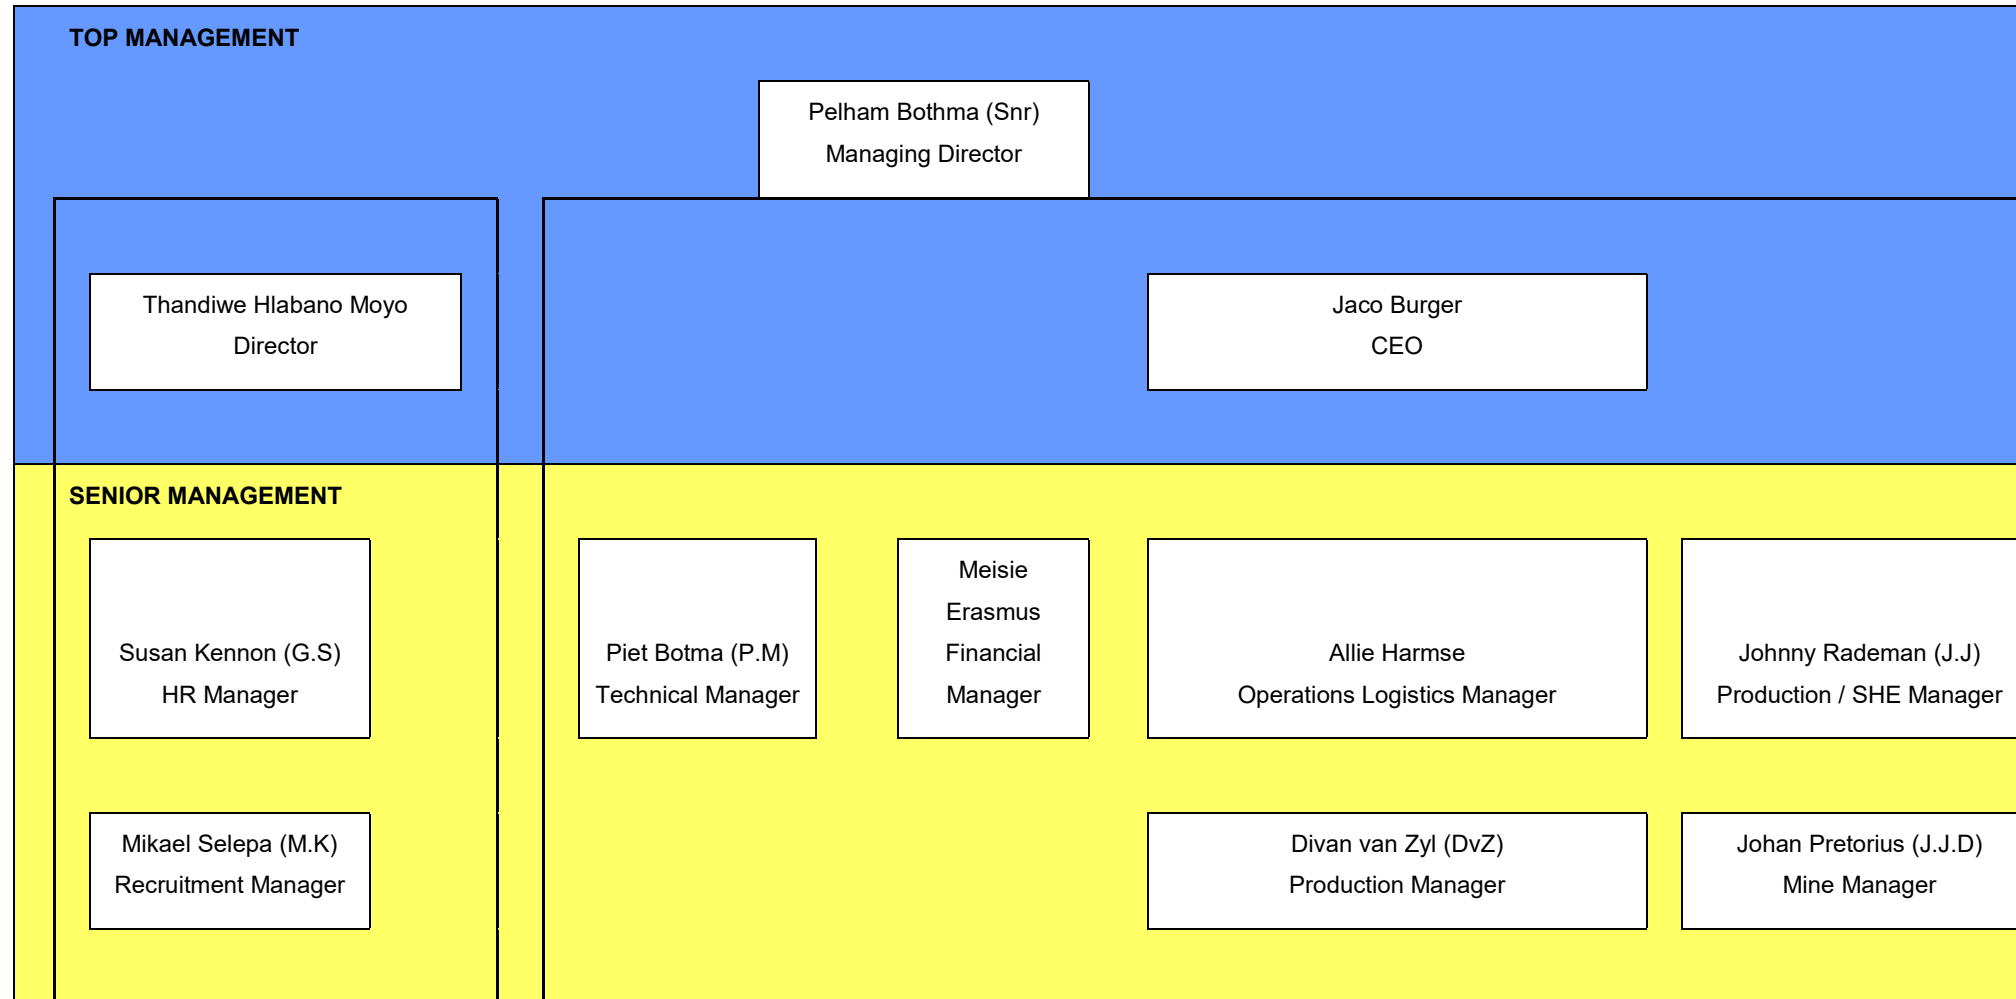 TOP MANAGEMENT
Pelham Bothma (Snr)
Managing Director
Thandiwe Hlabano Moyo
Director
Jaco Burger
CEO
SENIOR MANAGEMENT
Susan Kennon (G.S)
HR Manager
Piet Botma (P.M)
Technical Manager
Meisie
Erasmus
Financial
Manager
Allie Harmse
Operations Logistics Manager
Johnny Rademan (J.J)
Production / SHE Manager
Mikael Selepa (M.K)
Recruitment Manager
Divan van Zyl (DvZ)
Production Manager
Johan Pretorius (J.J.D)
Mine Manager